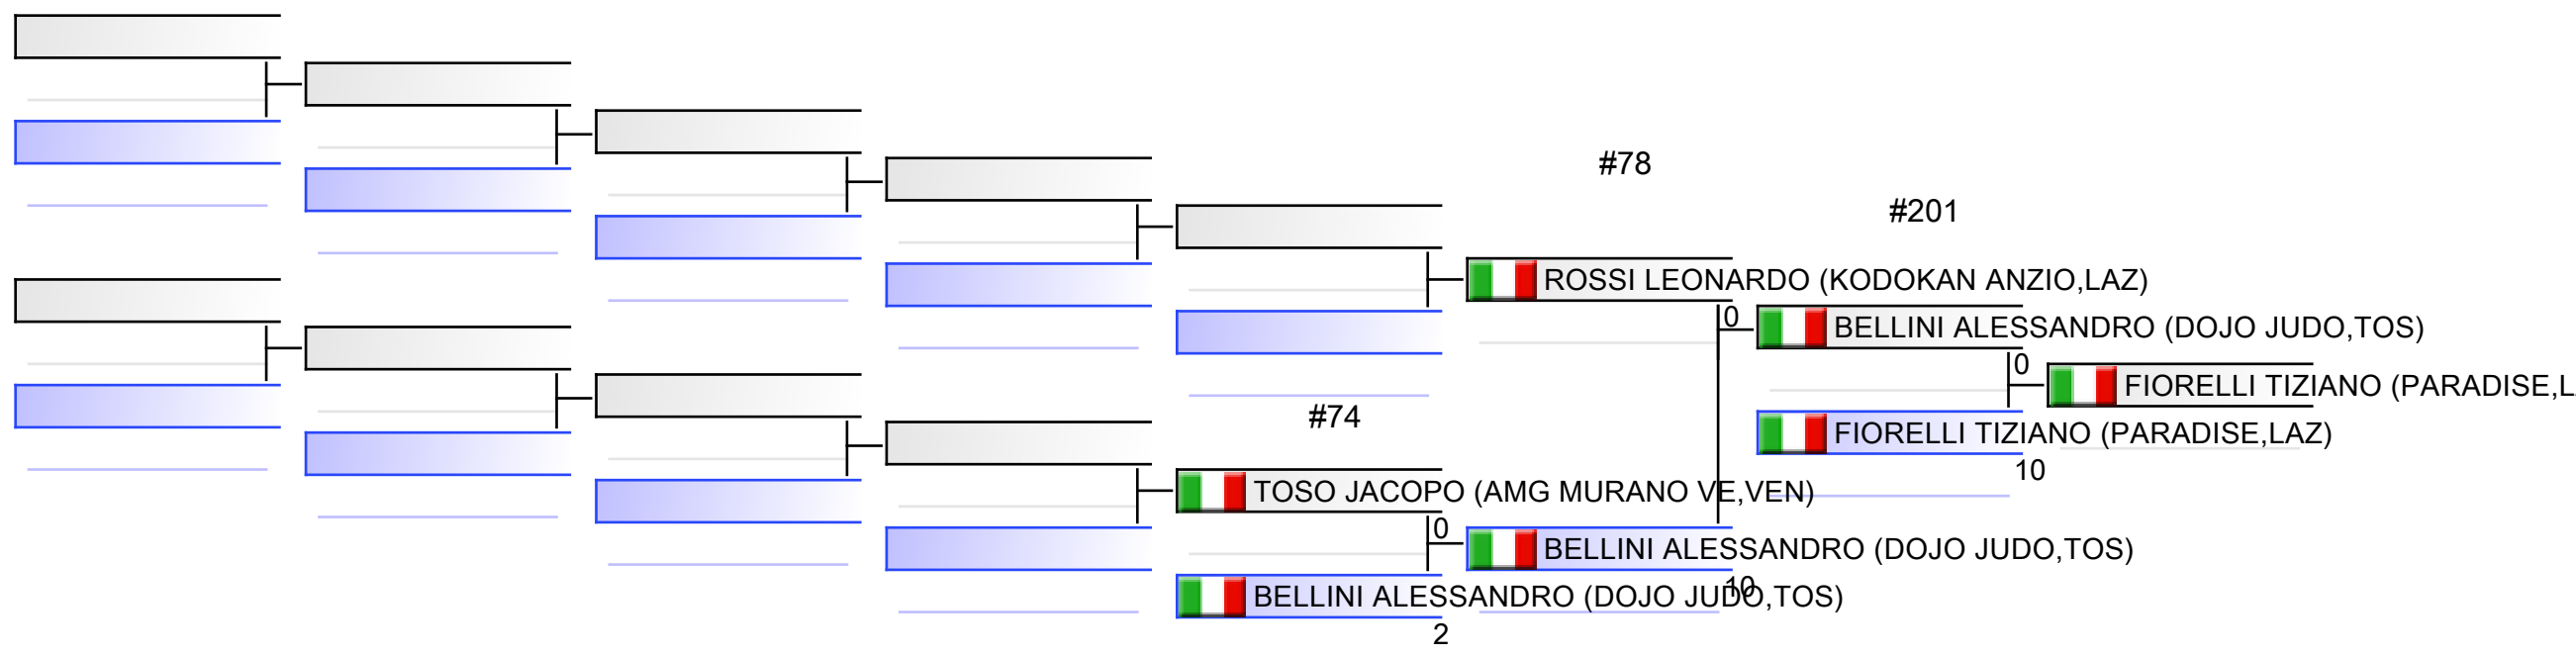 #78
#201
ROSSI LEONARDO (KODOKAN ANZIO,LAZ)
0
BELLINI ALESSANDRO (DOJO JUDO,TOS)
0
FIORELLI TIZIANO (PARADISE,L
#74
FIORELLI TIZIANO (PARADISE,LAZ)
10
TOSO JACOPO (AMG MURANO VE,VEN)
0
BELLINI ALESSANDRO (DOJO JUDO,TOS)
10
BELLINI ALESSANDRO (DOJO JUDO,TOS)
2